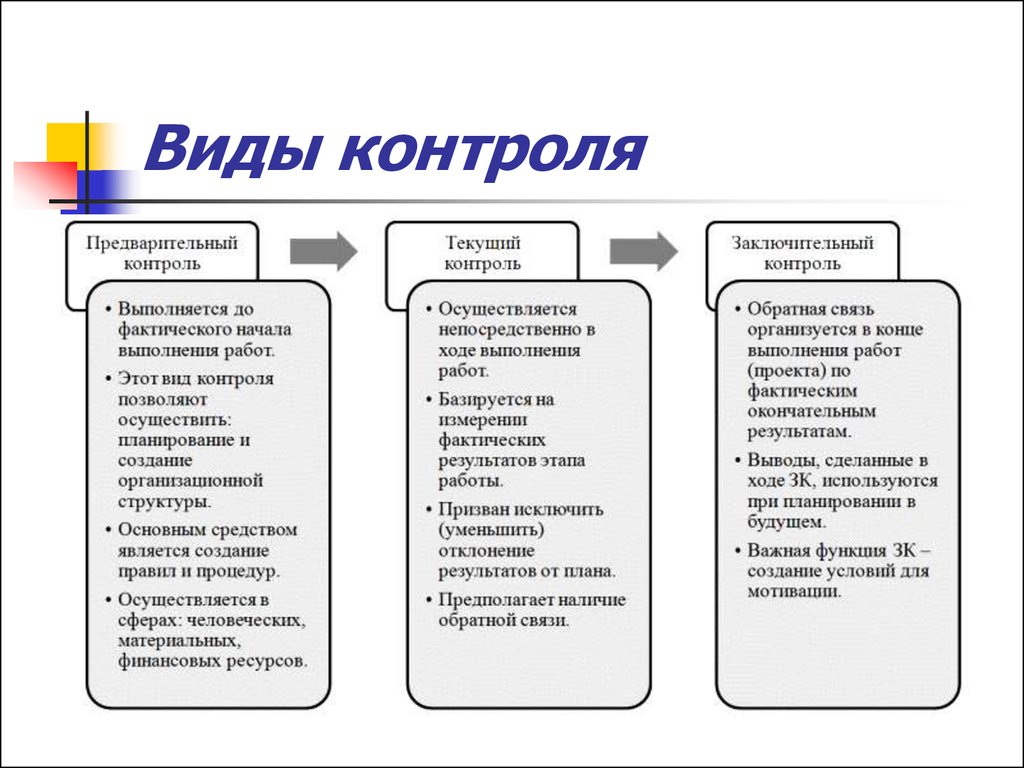 Виды контроля
Предварительный
контроль
• Выполняется до
фактического начала
выполнения работ.
• Этот вид контроля
позволяют
осуществить:
планирование и
создание
организационной
структуры.
• Основным средством
является создание
правил и процедур.
• Осуществляется в
сферах: человеческих,
материальных,
финансовых ресурсов.
Текущий
контроль
• Осуществляется
непосредственно в
ходе выполнения
работ.
• Базируется на
измерении
фактических
результатов этапа
работы.
• Призван исключить
(уменьшить)
отклонение
результатов от плана.
• Предполагает наличие
обратной связи.
Заключительный
контроль
• Обратная связь
организуется в конце
выполнения работ
(проекта) по
фактическим
окончательным
результатам.
• Выводы, сделанные в
ходе ЗК, используются
при планировании в
будущем.
• Важная функция ЗК –
создание условий для
мотивации.